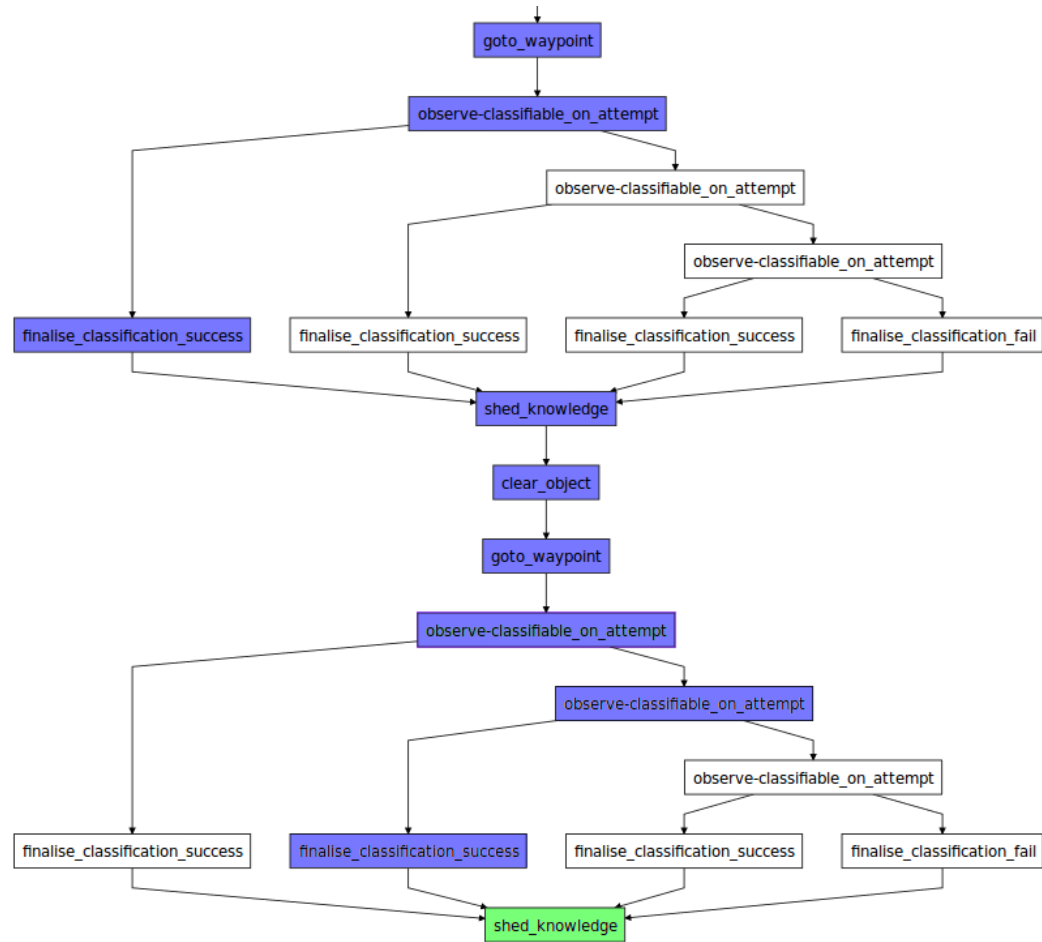 goto_waypoint
observe-classifiable_on_attempt
observe-classifiable_on_attempt
observe-classifiable_on_attempt
finalise_classification_success
finalise_classification_success
finalise_classification_success
finalise_classification_fail
shed_knowledge
clear_object
goto_waypoint
observe-classifiable_on_attempt
observe-classifiable_on_attempt
observe-classifiable_on_attempt
finalise_classification_success
finalise_classification_success
finalise_classification_success
finalise_classification_fail
shed_knowledge